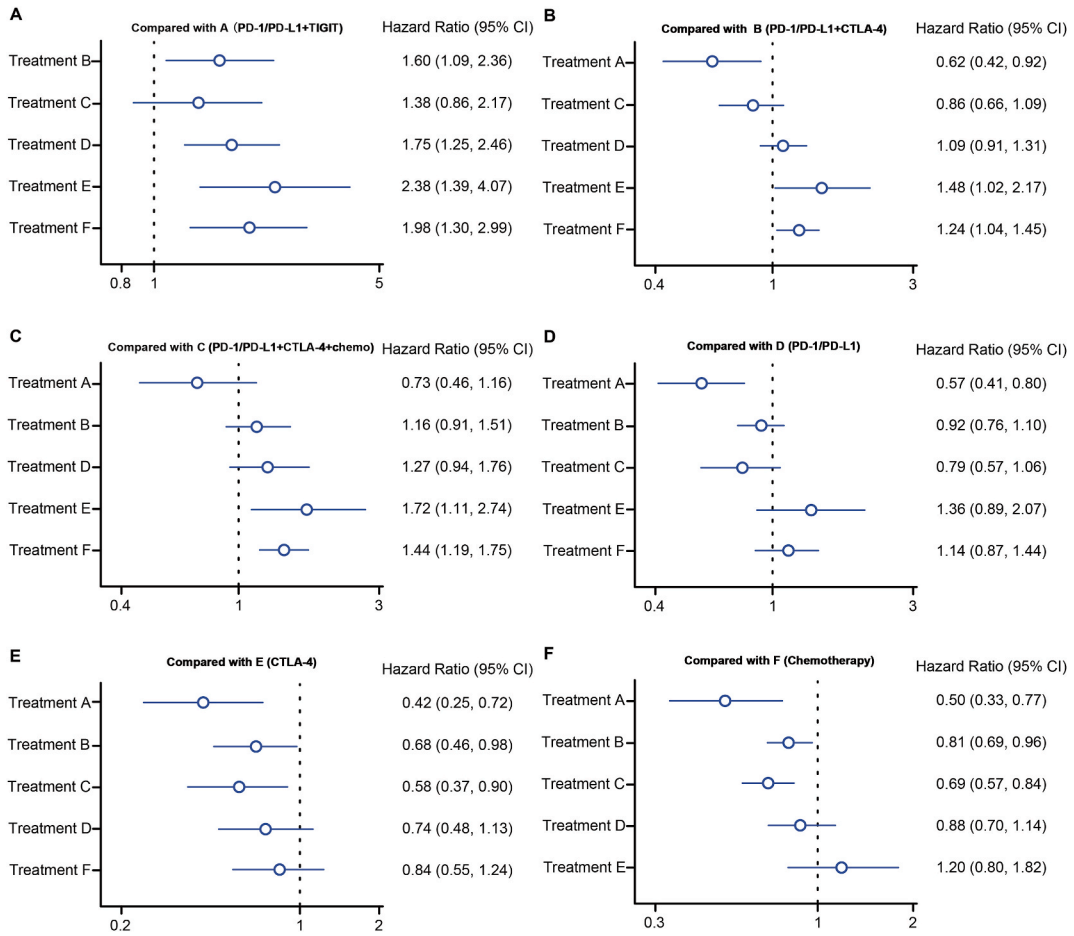 A
Compared with A (PD-1/PD-L1+TIGIT)
Hazard Ratio (95% CI)
Treatment B
1.60 (1.09, 2.36)
Treatment C
1.38 (0.86, 2.17)
Treatment D
1.75 (1.25, 2.46)
Treatment E
2.38 (1.39, 4.07)
Treatment F
1.98 (1.30, 2.99)
0.8 1 5
B
Compared with B (PD-1/PD-L1+CTLA-4)
Hazard Ratio (95% CI)
Treatment A
0.62 (0.42, 0.92)
Treatment C
0.86 (0.66, 1.09)
Treatment D
1.09 (0.91, 1.31)
Treatment E
1.48 (1.02, 2.17)
Treatment F
1.24 (1.04, 1.45)
0.4 1 3
C
Compared with C (PD-1/PD-L1+CTLA-4+chemo)
Hazard Ratio (95% CI)
Treatment A
0.73 (0.46, 1.16)
Treatment B
1.16 (0.91, 1.51)
Treatment D
1.27 (0.94, 1.76)
Treatment E
1.72 (1.11, 2.74)
Treatment F
1.44 (1.19, 1.75)
0.4 1 3
D
Compared with D (PD-1/PD-L1)
Hazard Ratio (95% CI)
Treatment A
0.57 (0.41, 0.80)
Treatment B
0.92 (0.76, 1.10)
Treatment C
0.79 (0.57, 1.06)
Treatment E
1.36 (0.89, 2.07)
Treatment F
1.14 (0.87, 1.44)
0.4 1 3
E
Compared with E (CTLA-4)
Hazard Ratio (95% CI)
Treatment A
0.42 (0.25, 0.72)
Treatment B
0.68 (0.46, 0.98)
Treatment C
0.58 (0.37, 0.90)
Treatment D
0.74 (0.48, 1.13)
Treatment F
0.84 (0.55, 1.24)
0.2 1 2
F
Compared with F (Chemotherapy)
Hazard Ratio (95% CI)
Treatment A
0.50 (0.33, 0.77)
Treatment B
0.81 (0.69, 0.96)
Treatment C
0.69 (0.57, 0.84)
Treatment D
0.88 (0.70, 1.14)
Treatment E
1.20 (0.80, 1.82)
0.3 1 2